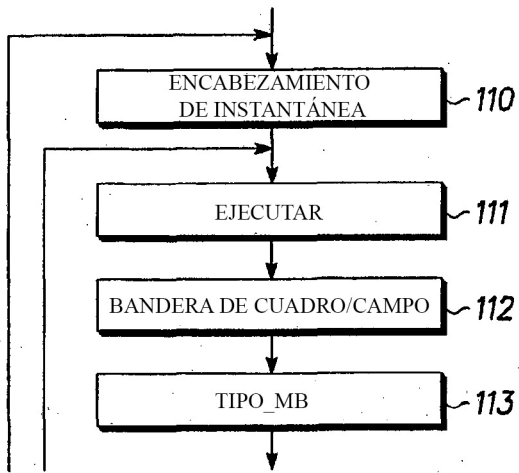 ENCABEZAMIENTO
DE INSTANTÁNEA
110
EJECUTAR
111
BANDERA DE CUADRO/CAMPO
112
TIPO_MB
113